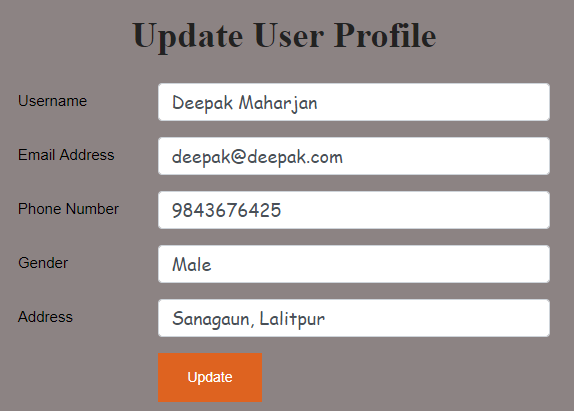 Update User Profile
Username Deepak Maharjan
Email Address deepak@deepak.com
Phone Number 9843676425
Gender Male
Address Sanagaun, Lalitpur
Update